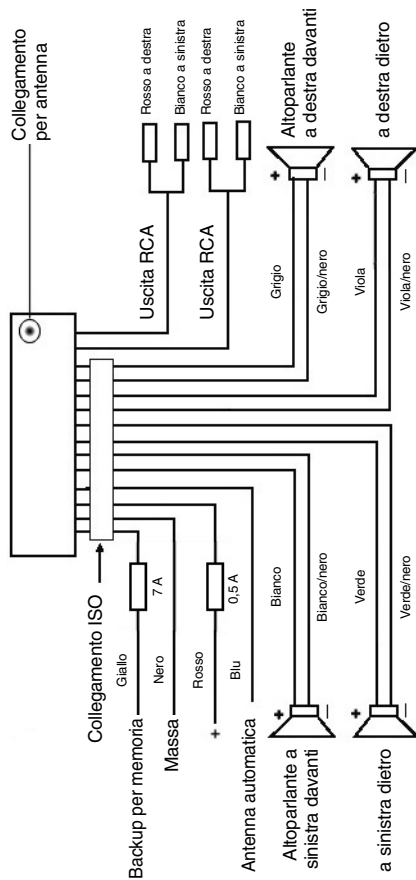 Collegamento
per antenna
Rosso a destra
Bianco a sinistra
Rosso a destra
Bianco a sinistra
Uscita RCA
Uscita RCA
Altoparlante
a destra davanti
a destra dietro
+
–
+
–
Grigio
Grigio/nero
Viola
Viola/nero
Collegamento ISO
Giallo
7 A
Backup per memoria
Nero
Massa
Rosso
0,5 A
+
Blu
Antenna automatica
Bianco
Bianco/nero
Verde
Verde/nero
Altoparlante a
sinistra davanti
a sinistra dietro
+
–
+
–